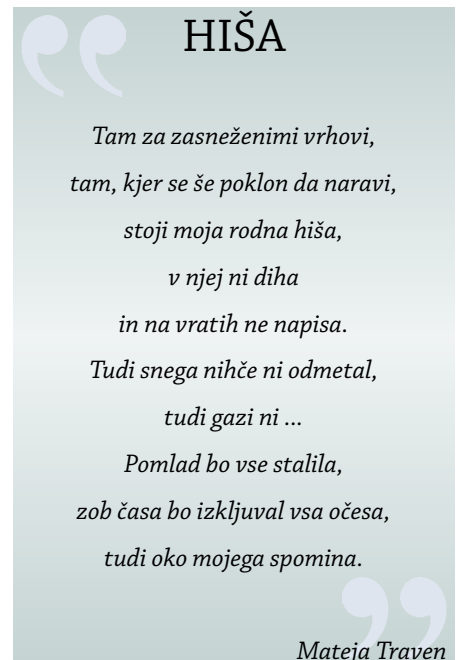 HIŠA
Tam za zasneženimi vrhovi,
tam, kjer se še poklon da naravi,
stoji moja rodna hiša,
v njej ni diha
in na vratih ne napisa.
Tudi snega nihče ni odmetal,
tudi gazi ni ...
Pomlad bo vse stalila,
zob časa bo izkljuval vsa očesa,
tudi oko mojega spomina.
Mateja Traven